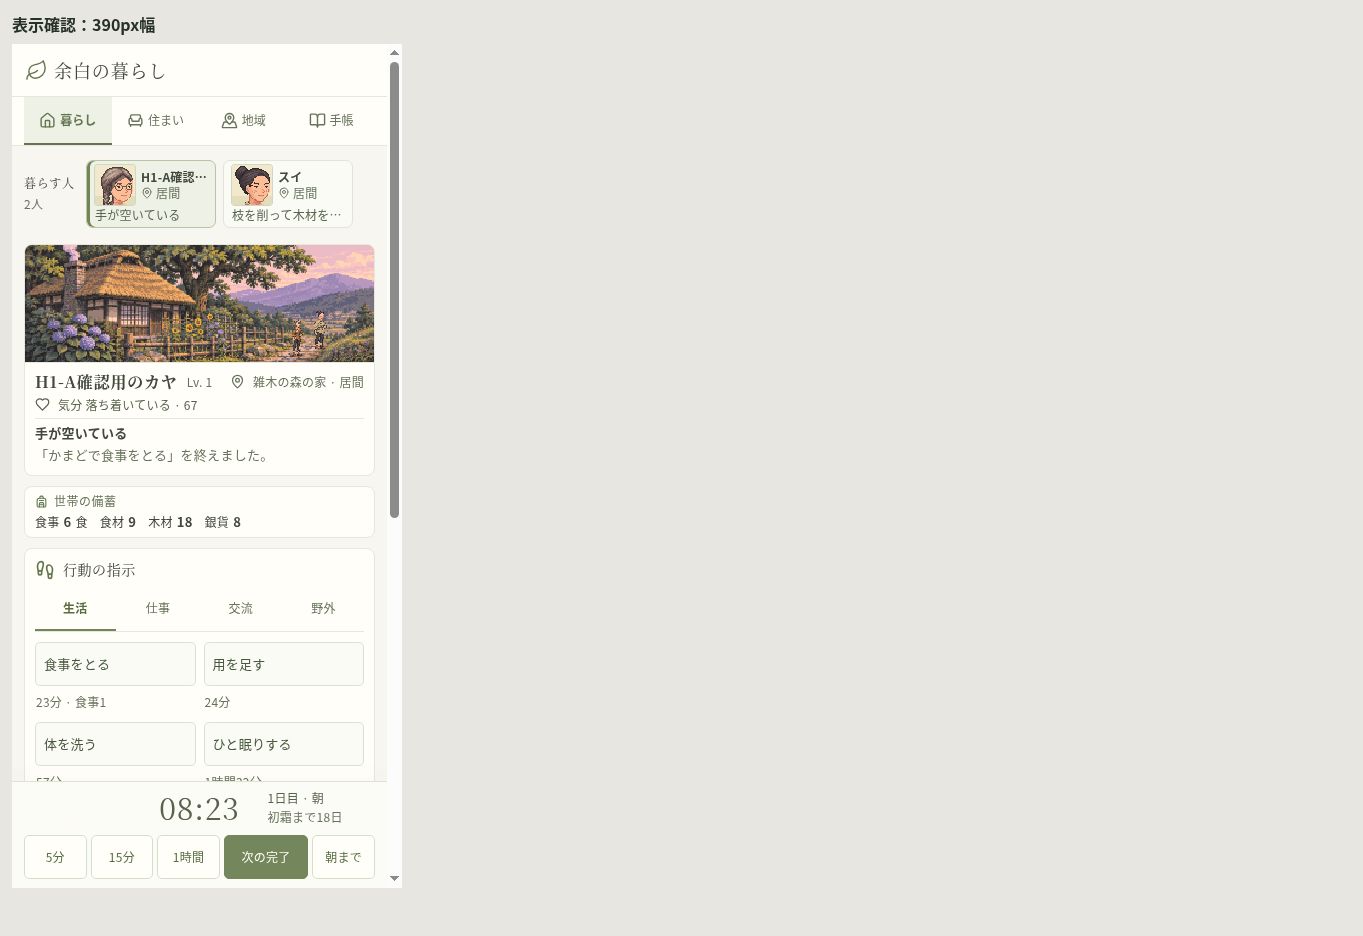 表示確認：390px幅
余白の暮らし
暮らし 住まい 地域 手帳
暮らす人
2人
H1-A確認…
居間
手が空いている
スイ
居間
枝を削って木材を…
H1-A確認用のカヤ Lv. 1 雑木の森の家 · 居間
気分 落ち着いている · 67
手が空いている
「かまどで食事をとる」を終えました。
世帯の備蓄
食事 6 食 食材 9 木材 18 銀貨 8
行動の指示
生活 仕事 交流 野外
食事をとる 用を足す
23分 · 食事1 24分
体を洗う ひと眠りする
08:23
1日目 · 朝
初霜まで18日
5分 15分 1時間 次の完了 朝まで